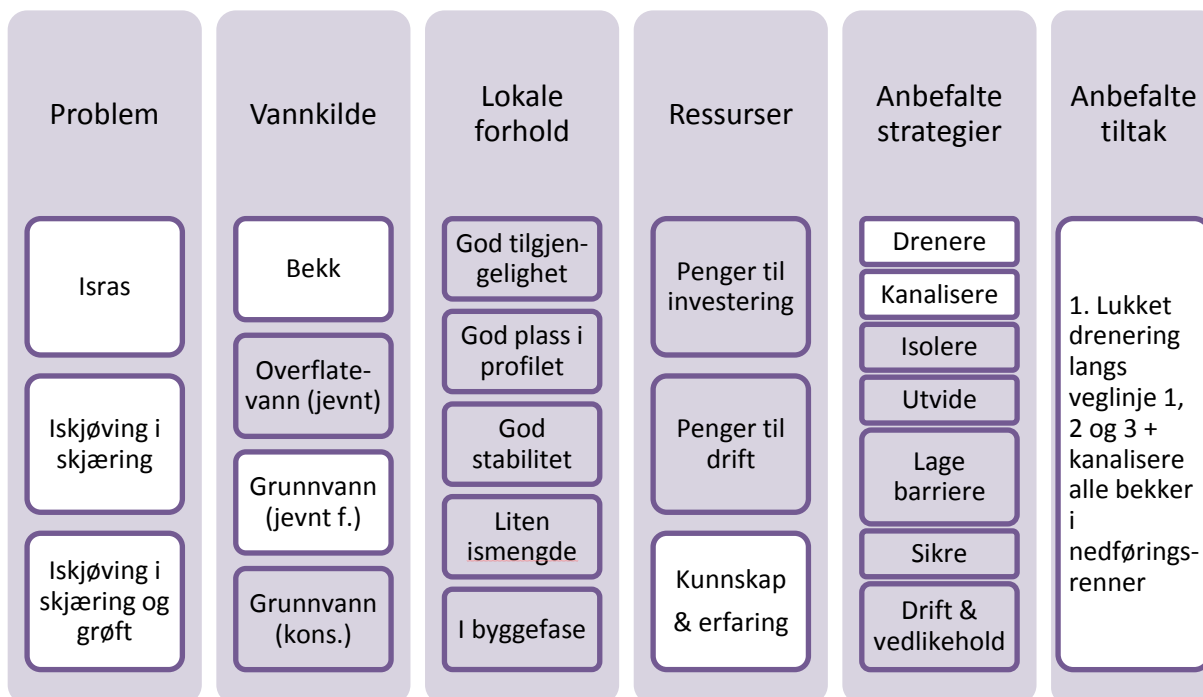 Problem
Isras
Iskjøving i
skjæring
Iskjøving i
skjæring og
grøft
Vannkilde
Bekk
Overflate-
vann (jevnt)
Grunnvann
(jevnt f.)
Grunnvann
(kons.)
Lokale
forhold
God tilgjen-
gelighet
God plass i
profilet
God
stabilitet
Liten
ismengde
I byggefase
Ressurser
Penger til
investering
Penger til
drift
Kunnskap
& erfaring
Anbefalte
strategier
Drenere
Kanalisere
Isolere
Utvide
Lage
barriere
Sikre
Drift &
vedlikehold
Anbefalte
tiltak
1. Lukket
drenering
langs
veglinje 1,
2 og 3 +
kanalisere
alle bekker
i
nedførings-
renner